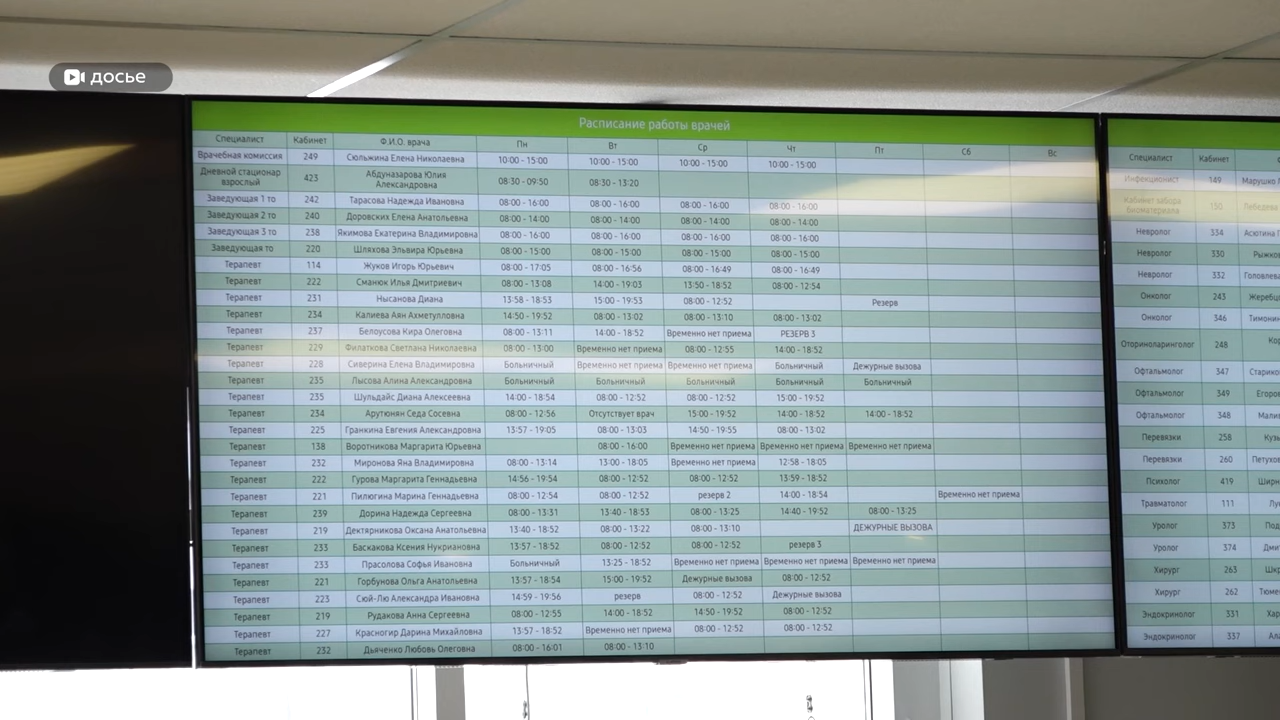 досье
Расписание работы врачей
Специалист Кабинет Ф.И.О. врача Пн Вт Ср Чт Пт Сб Вс
Врачебная комиссия 249 Сюлькина Елена Николаевна 10:00 - 15:00 10:00 - 15:00 10:00 - 15:00 10:00 - 15:00
Дневной стационар взрослый 423 Абдуназарова Юлия Александровна 08:30 - 09:50 08:30 - 13:20
Заведующая 1 то 242 Тарасова Надежда Ивановна 08:00 - 16:00 08:00 - 16:00 08:00 - 16:00 08:00 - 16:00
Заведующая 2 то 240 Доровских Елена Анатольевна 08:00 - 14:00 08:00 - 14:00 08:00 - 14:00 08:00 - 14:00
Заведующая 3 то 238 Якимова Екатерина Владимировна 08:00 - 16:00 08:00 - 16:00 08:00 - 16:00 08:00 - 16:00
Заведующая то 220 Шляхова Эльвира Юрьевна 08:00 - 15:00 08:00 - 15:00 08:00 - 15:00 08:00 - 15:00
Терапевт 114 Жуков Игорь Юрьевич 08:00 - 17:05 08:00 - 16:56 08:00 - 16:49 08:00 - 16:49
Терапевт 222 Сманюк Илья Дмитриевич 08:00 - 13:08 14:00 - 19:03 13:50 - 18:52 08:00 - 12:54
Терапевт 231 Нысанова Диана 13:58 - 18:53 15:00 - 19:53 08:00 - 12:52 Резерв
Терапевт 234 Калиева Аян Ахметулловна 14:50 - 19:52 08:00 - 13:02 08:00 - 13:10 08:00 - 13:02
Терапевт 237 Белоусова Кира Олеговна 08:00 - 13:11 14:00 - 18:52 Временно нет приема РЕЗЕРВ 3
Терапевт 229 Филаткова Светлана Николаевна 08:00 - 13:00 Временно нет приема 08:00 - 12:55 14:00 - 18:52
Терапевт 228 Сиверина Елена Владимировна Больничный Временно нет приема Временно нет приема Больничный Дежурные вызова
Терапевт 235 Лысова Алина Александровна Больничный Больничный Больничный Больничный Больничный
Терапевт 235 Шульдайс Диана Алексеевна 14:00 - 18:54 08:00 - 12:52 08:00 - 12:52 15:00 - 19:52
Терапевт 234 Арутюнян Седа Сосевна 08:00 - 12:56 Отсутствует врач 15:00 - 19:52 14:00 - 18:52 14:00 - 18:52
Терапевт 225 Гранкина Евгения Александровна 13:57 - 19:05 08:00 - 13:03 14:50 - 19:55 08:00 - 13:02
Терапевт 138 Воротникова Маргарита Юрьевна 08:00 - 16:00 Временно нет приема Временно нет приема Временно нет приема
Терапевт 232 Миронова Яна Владимировна 08:00 - 13:14 13:00 - 18:05 Временно нет приема 12:58 - 18:05
Терапевт 222 Гурова Маргарита Геннадьевна 14:56 - 19:54 08:00 - 12:52 08:00 - 12:52 13:59 - 18:52
Терапевт 221 Пилюгина Марина Геннадьевна 08:00 - 12:54 08:00 - 12:52 резерв 2 14:00 - 18:54 Временно нет приема
Терапевт 239 Дорина Надежда Сергеевна 08:00 - 13:31 13:40 - 18:53 08:00 - 13:25 14:40 - 19:52 08:00 - 13:25
Терапевт 219 Дектярникова Оксана Анатольевна 13:40 - 18:52 08:00 - 13:22 08:00 - 13:10 ДЕЖУРНЫЕ ВЫЗОВА
Терапевт 233 Баскакова Ксения Нукриановна 13:57 - 18:52 08:00 - 12:52 08:00 - 12:52 резерв 3
Терапевт 233 Прасолова Софья Ивановна Больничный 13:25 - 18:52 Временно нет приема Временно нет приема Временно нет приема
Терапевт 221 Горбунова Ольга Анатольевна 13:57 - 18:54 15:00 - 19:52 Дежурные вызова 08:00 - 12:52
Терапевт 223 Сюй-Лю Александра Ивановна 14:59 - 19:56 резерв 08:00 - 12:52 Дежурные вызова
Терапевт 219 Рудакова Анна Сергеевна 08:00 - 12:55 14:00 - 18:52 14:50 - 19:52 08:00 - 12:52
Терапевт 227 Красногир Дарина Михайловна 13:57 - 18:52 Временно нет приема 08:00 - 12:52 08:00 - 12:52
Терапевт 232 Дьяченко Любовь Олеговна 08:00 - 16:01 08:00 - 13:10
Специалист Кабинет
Инфекционист 149 Марушко
Кабинет забора биоматериала 150 Лебедева
Невролог 334 Асютина
Невролог 330 Рыжко
Невролог 332 Головлева
Онколог 243 Жеребц
Онколог 346 Тимонин
Оториноларинголог 248 Кор
Офтальмолог 347 Старико
Офтальмолог 349 Егоро
Офтальмолог 348 Мали
Перевязки 258 Кузь
Перевязки 260 Петухо
Психолог 419 Ширн
Травматолог 111 Лу
Уролог 373 Под
Уролог 374 Дми
Хирург 263 Шкр
Хирург 262 Тюме
Эндокринолог 331 Хар
Эндокринолог 337 Ала